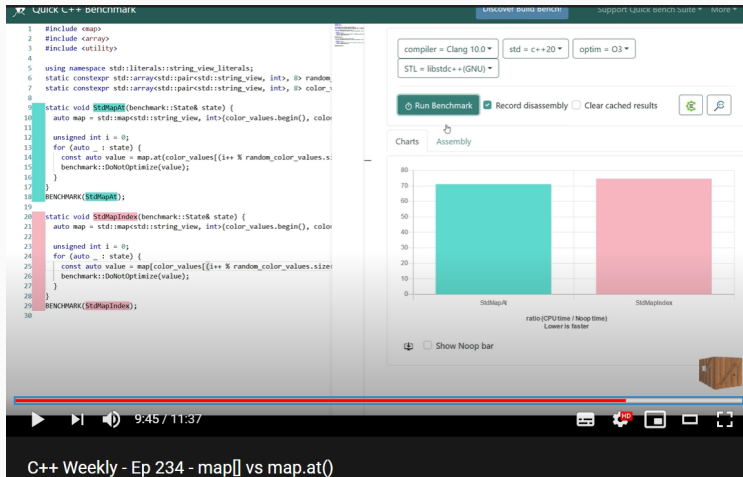 Quick C++ Benchmark
Discover Build Bench!
Support Quick Bench Suite
More
1 #include <map>
2 #include <array>
3 #include <utility>
4
5 using namespace std::literals::string_view_literals;
6 static constexpr std::array<std::pair<std::string_view, int>, 8> random_
7 static constexpr std::array<std::pair<std::string_view, int>, 8> color_v
8
9 static void StdMapAt(benchmark::State& state) {
10 auto map = std::map<std::string_view, int>{color_values.begin(), colo
11
12 unsigned int i = 0;
13 for (auto _ : state) {
14 const auto value = map.at(color_values[(i++ % random_color_values.si
15 benchmark::DoNotOptimize(value);
16 }
17 }
18 BENCHMARK(StdMapAt);
19
20 static void StdMapIndex(benchmark::State& state) {
21 auto map = std::map<std::string_view, int>{color_values.begin(), colo
22
23 unsigned int i = 0;
24 for (auto _ : state) {
25 const auto value = map[color_values[(i++ % random_color_values.size
26 benchmark::DoNotOptimize(value);
27 }
28 }
29 BENCHMARK(StdMapIndex);
30
compiler = Clang 10.0
std = c++20
optim = O3
STL = libstdc++(GNU)
Run Benchmark
Record disassembly
Clear cached results
Charts
Assembly
80
70
60
50
40
30
20
10
0
StdMapAt
StdMapIndex
ratio (CPU time / Noop time)
Lower is faster
Show Noop bar
9:45 / 11:37
HD
C++ Weekly - Ep 234 - map[] vs map.at()